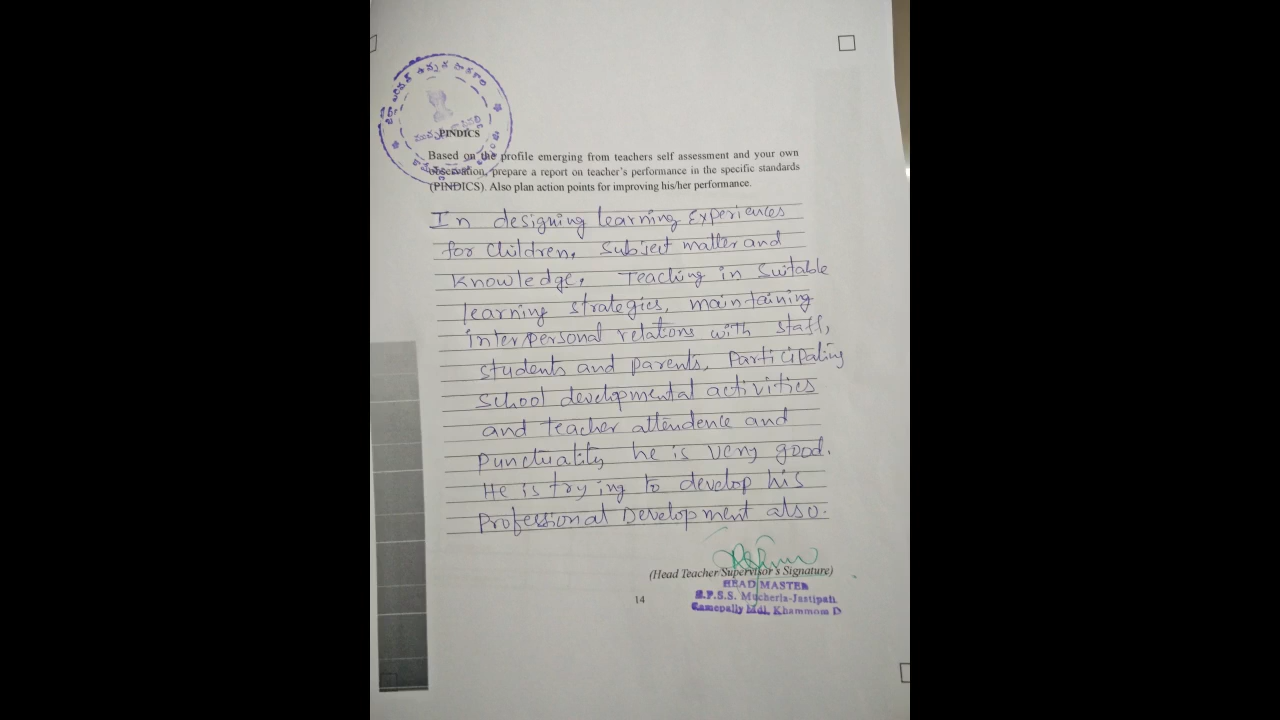 PINDICS
Based on the profile emerging from teachers self assessment and your own
observation, prepare a report on teacher's performance in the specific standards
(PINDICS). Also plan action points for improving his/her performance.
In designing learning experiences
for children, subject matter and
knowledge, Teaching in suitable
learning strategies, maintaining
interpersonal relations with staff,
students and parents, Participating
School developmental activities
and teacher attendence and
Punctuality he is very good.
He is trying to develop his
Professional Development also.
(Head Teacher/Supervisor's Signature)
HEAD MASTER
14
Khammom D